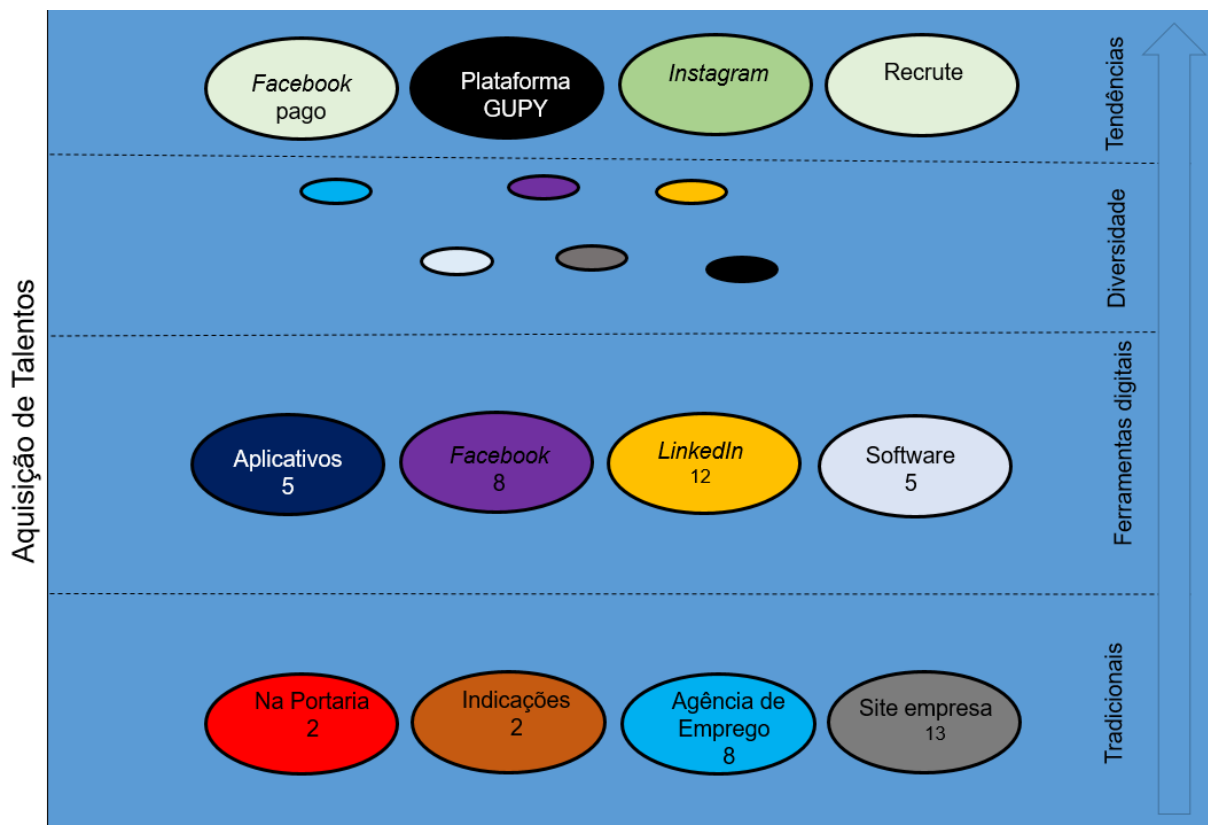 Aquisição de Talentos
Tendências
Facebook
pago
Plataforma
GUPY
Instagram
Recrute
Diversidade
Ferramentas digitais
Aplicativos
5
Facebook
8
LinkedIn
12
Software
5
Tradicionais
Na Portaria
2
Indicações
2
Agência de
Emprego
8
Site empresa
13